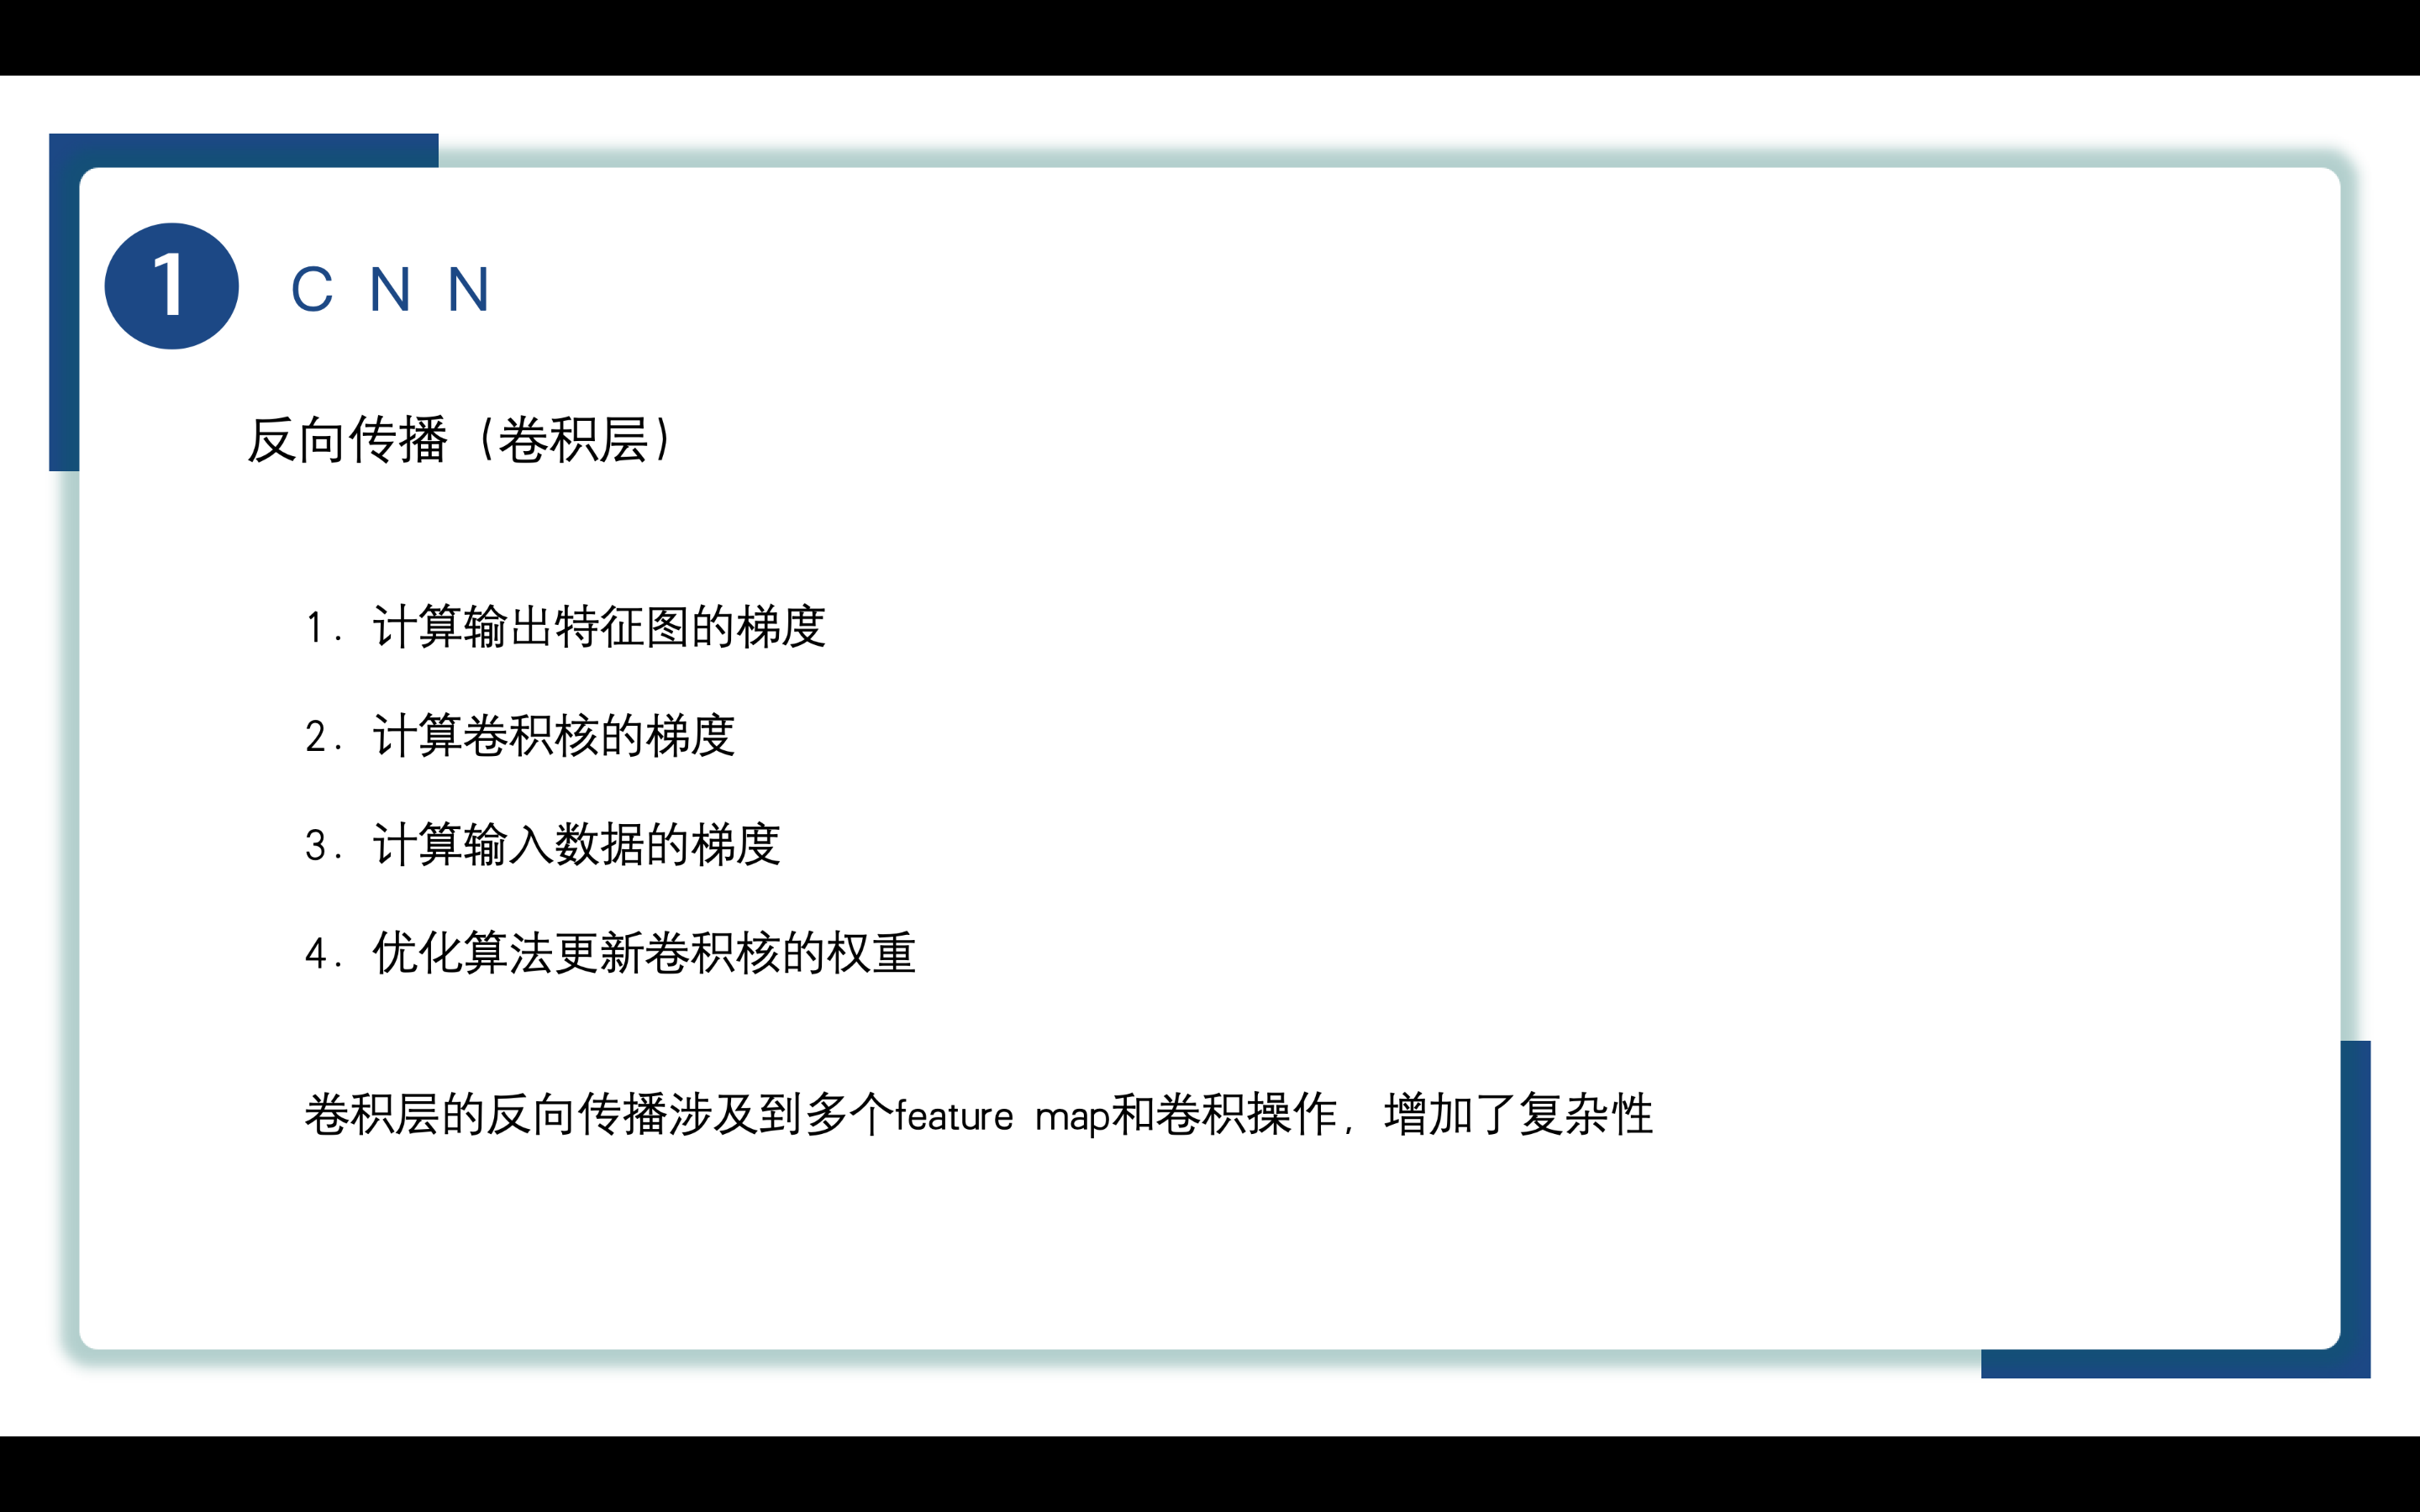 1
C N N
反向传播（卷积层）
1. 计算输出特征图的梯度
2. 计算卷积核的梯度
3. 计算输入数据的梯度
4. 优化算法更新卷积核的权重
卷积层的反向传播涉及到多个feature map和卷积操作，增加了复杂性